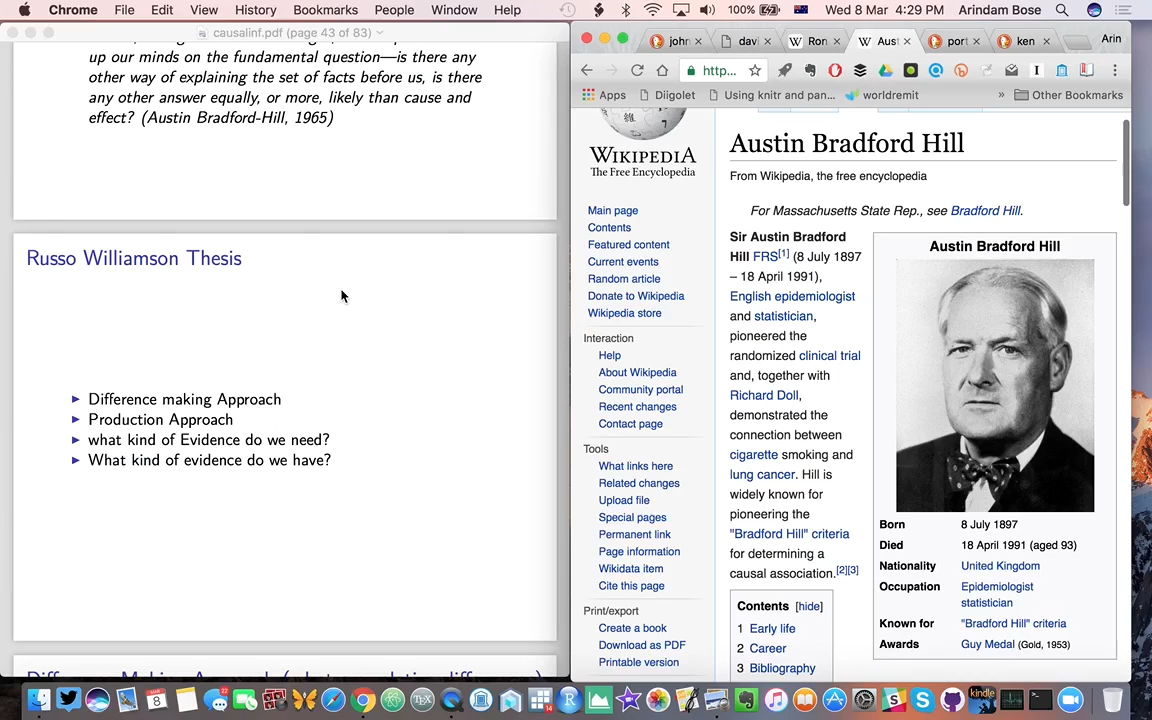 Chrome File Edit View History Bookmarks People Window Help 100% Wed 8 Mar 4:29 PM Arindam Bose
causalinf.pdf (page 43 of 83)
up our minds on the fundamental question—is there any
other way of explaining the set of facts before us, is there
any other answer equally, or more, likely than cause and
effect? (Austin Bradford-Hill, 1965)
Russo Williamson Thesis
Difference making Approach
Production Approach
what kind of Evidence do we need?
What kind of evidence do we have?
john davi Ron Aust port ken Arin
http...
Apps Diigolet Using knitr and pan... worldremit » Other Bookmarks
WIKIPEDIA
The Free Encyclopedia
Main page
Contents
Featured content
Current events
Random article
Donate to Wikipedia
Wikipedia store
Interaction
Help
About Wikipedia
Community portal
Recent changes
Contact page
Tools
What links here
Related changes
Upload file
Special pages
Permanent link
Page information
Wikidata item
Cite this page
Print/export
Create a book
Download as PDF
Printable version
Austin Bradford Hill
From Wikipedia, the free encyclopedia
For Massachusetts State Rep., see Bradford Hill.
Sir Austin Bradford
Hill FRS[1] (8 July 1897
– 18 April 1991),
English epidemiologist
and statistician,
pioneered the
randomized clinical trial
and, together with
Richard Doll,
demonstrated the
connection between
cigarette smoking and
lung cancer. Hill is
widely known for
pioneering the
"Bradford Hill" criteria
for determining a
causal association.[2][3]
Contents [hide]
1 Early life
2 Career
3 Bibliography
Austin Bradford Hill
Born 8 July 1897
Died 18 April 1991 (aged 93)
Nationality United Kingdom
Occupation Epidemiologist
statistician
Known for "Bradford Hill" criteria
Awards Guy Medal (Gold, 1953)